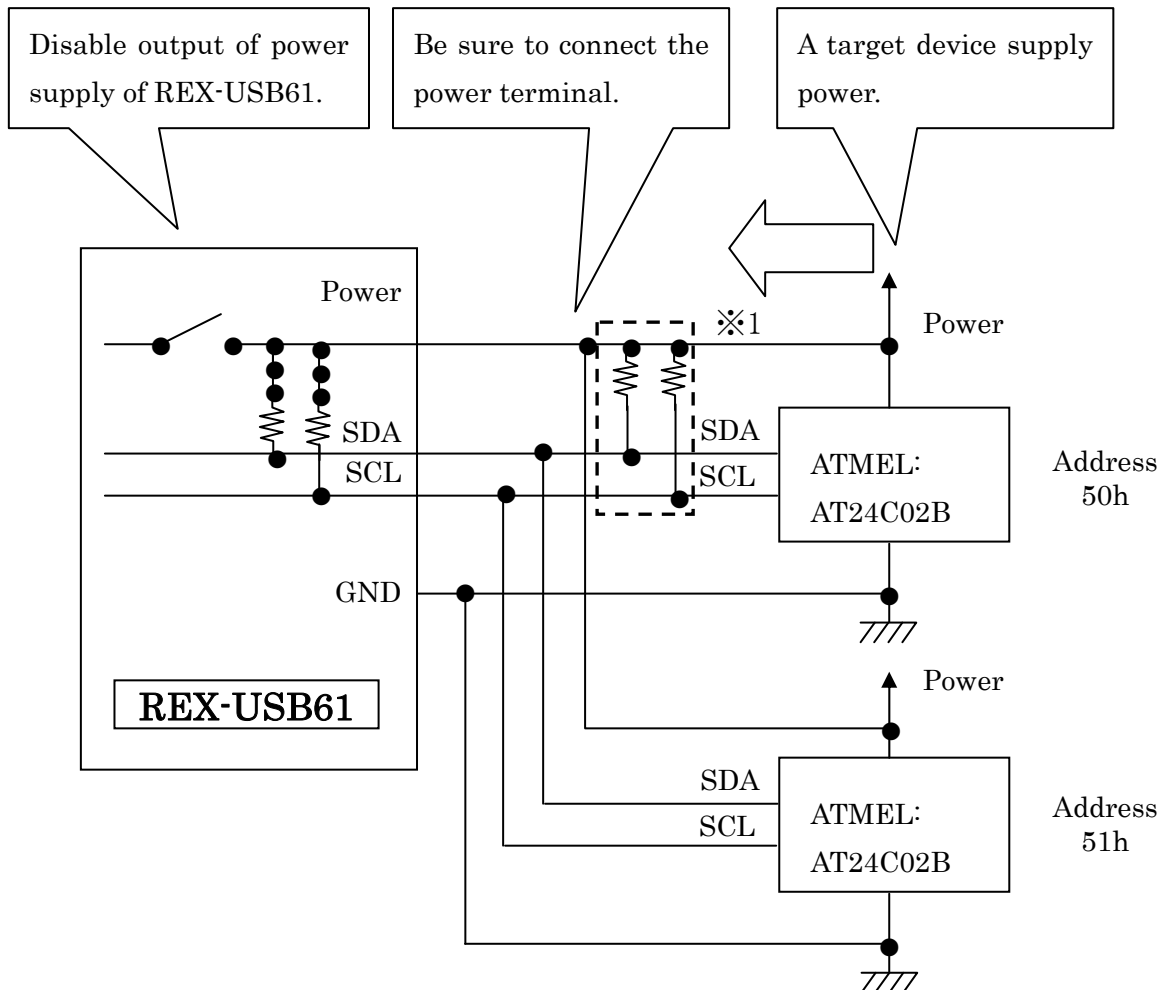 Disable output of power
supply of REX-USB61.
Be sure to connect the
power terminal.
A target device supply
power.
Power
※1
Power
SDA
SCL
SDA
SCL
ATMEL:
AT24C02B
Address
50h
GND
REX-USB61
Power
SDA
SCL
ATMEL:
AT24C02B
Address
51h